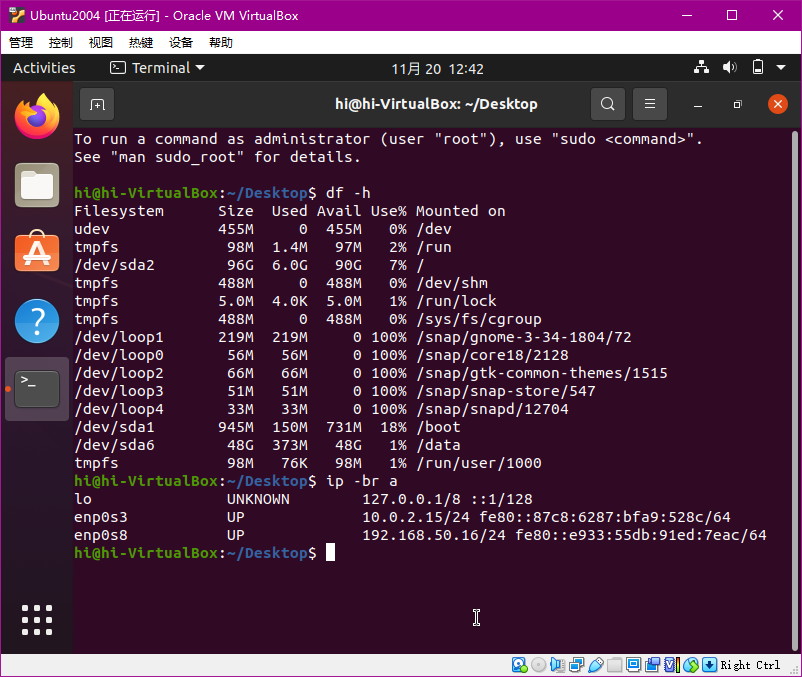 Ubuntu2004 [正在运行] - Oracle VM VirtualBox
管理 控制 视图 热键 设备 帮助
Activities Terminal 11月 20 12:42
hi@hi-VirtualBox: ~/Desktop
To run a command as administrator (user "root"), use "sudo <command>".
See "man sudo_root" for details.
hi@hi-VirtualBox:~/Desktop$ df -h
Filesystem Size Used Avail Use% Mounted on
udev 455M 0 455M 0% /dev
tmpfs 98M 1.4M 97M 2% /run
/dev/sda2 96G 6.0G 90G 7% /
tmpfs 488M 0 488M 0% /dev/shm
tmpfs 5.0M 4.0K 5.0M 1% /run/lock
tmpfs 488M 0 488M 0% /sys/fs/cgroup
/dev/loop1 219M 219M 0 100% /snap/gnome-3-34-1804/72
/dev/loop0 56M 56M 0 100% /snap/core18/2128
/dev/loop2 66M 66M 0 100% /snap/gtk-common-themes/1515
/dev/loop3 51M 51M 0 100% /snap/snap-store/547
/dev/loop4 33M 33M 0 100% /snap/snapd/12704
/dev/sda1 945M 150M 731M 18% /boot
/dev/sda6 48G 373M 48G 1% /data
tmpfs 98M 76K 98M 1% /run/user/1000
hi@hi-VirtualBox:~/Desktop$ ip -br a
lo UNKNOWN 127.0.0.1/8 ::1/128
enp0s3 UP 10.0.2.15/24 fe80::87c8:6287:bfa9:528c/64
enp0s8 UP 192.168.50.16/24 fe80::e933:55db:91ed:7eac/64
hi@hi-VirtualBox:~/Desktop$
Right Ctrl